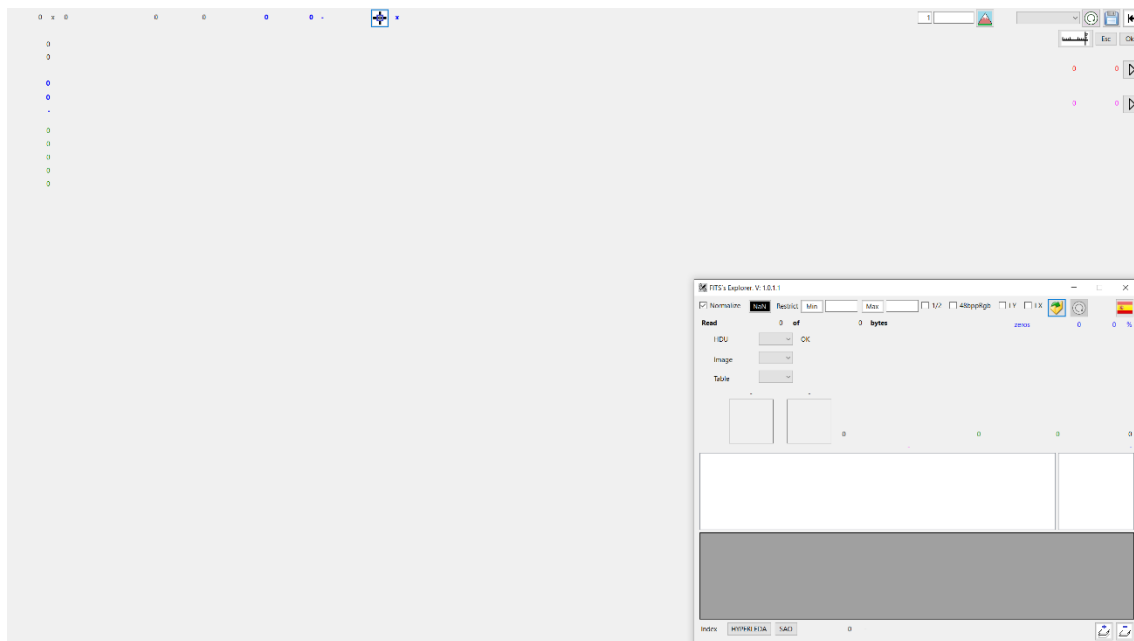 0 x 0 0 0 0 0 - x 1
Esc Ok
0
0
0 0
0
0
-
0 0
0
0
0
0
0
FITS's Explorer. V: 1.0.1.1
Normalize NaN Restrict Min Max 1/2 48bppRgb I Y I X
Read 0 of 0 bytes zeros 0 0 %
HDU OK
Image
Table
- -
0 0 0 0
- -
Index HYPERLEDA SAO 0